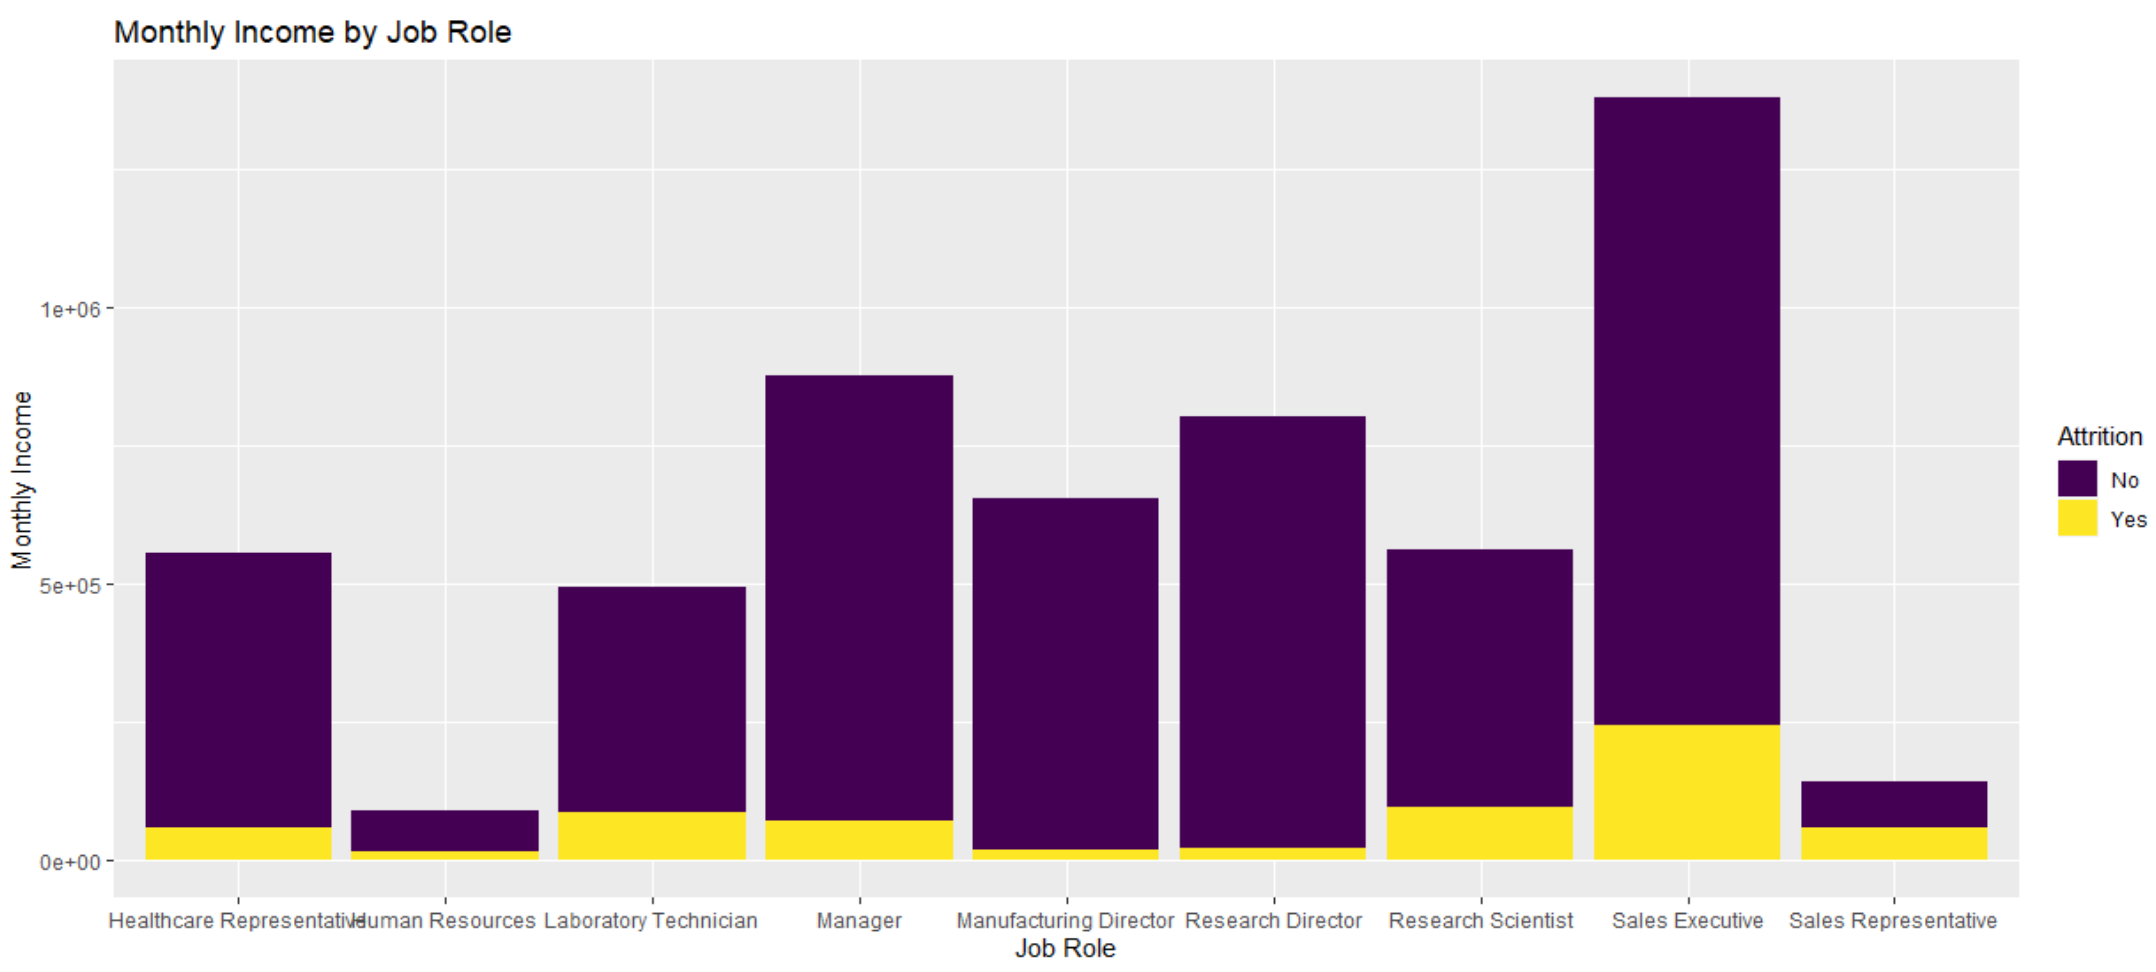 Monthly Income by Job Role
Monthly Income
1e+06
5e+05
0e+00
Healthcare Representative Human Resources Laboratory Technician Manager Manufacturing Director Research Director Research Scientist Sales Executive Sales Representative
Job Role
Attrition
No
Yes